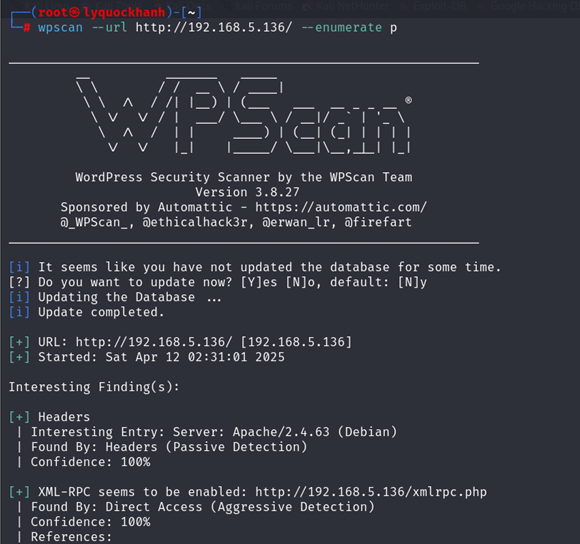 ┌──(root㉿lyquockhanh)-[~]
└─# wpscan --url http://192.168.5.136/ --enumerate p
WPScan ®
WordPress Security Scanner by the WPScan Team
Version 3.8.27
Sponsored by Automattic - https://automattic.com/
@_WPScan_, @ethicalhack3r, @erwan_lr, @firefart
[i] It seems like you have not updated the database for some time.
[?] Do you want to update now? [Y]es [N]o, default: [N]y
[i] Updating the Database ...
[i] Update completed.
[+] URL: http://192.168.5.136/ [192.168.5.136]
[+] Started: Sat Apr 12 02:31:01 2025
Interesting Finding(s):
[+] Headers
| Interesting Entry: Server: Apache/2.4.63 (Debian)
| Found By: Headers (Passive Detection)
| Confidence: 100%
[+] XML-RPC seems to be enabled: http://192.168.5.136/xmlrpc.php
| Found By: Direct Access (Aggressive Detection)
| Confidence: 100%
| References: